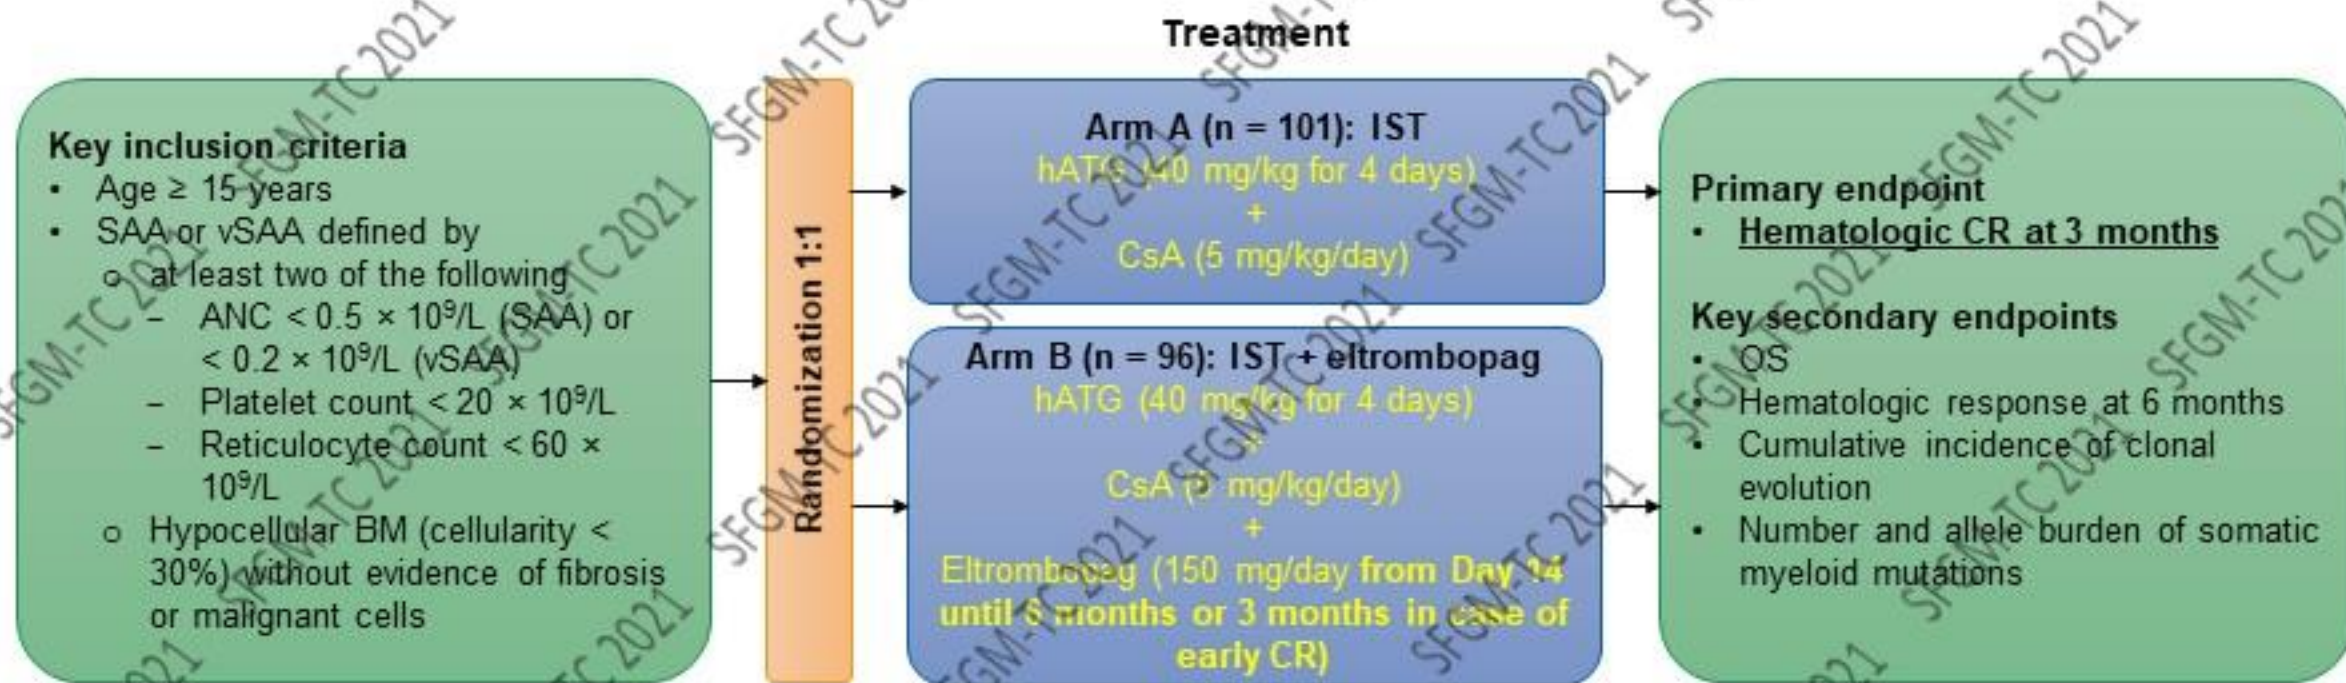 Treatment
Key inclusion criteria
• Age ≥ 15 years
• SAA or vSAA defined by
o at least two of the following
– ANC < 0.5 × 10⁹/L (SAA) or
< 0.2 × 10⁹/L (vSAA)
– Platelet count < 20 × 10⁹/L
– Reticulocyte count < 60 ×
10⁹/L
o Hypocellular BM (cellularity <
30%) without evidence of fibrosis
or malignant cells
Randomization 1:1
Arm A (n = 101): IST
hATG (40 mg/kg for 4 days)
+
CsA (5 mg/kg/day)
Arm B (n = 96): IST + eltrombopag
hATG (40 mg/kg for 4 days)
+
CsA (5 mg/kg/day)
+
Eltrombopag (150 mg/day from Day 14
until 6 months or 3 months in case of
early CR)
Primary endpoint
• Hematologic CR at 3 months
Key secondary endpoints
• OS
• Hematologic response at 6 months
• Cumulative incidence of clonal
evolution
• Number and allele burden of somatic
myeloid mutations
SFGM-TC 2021